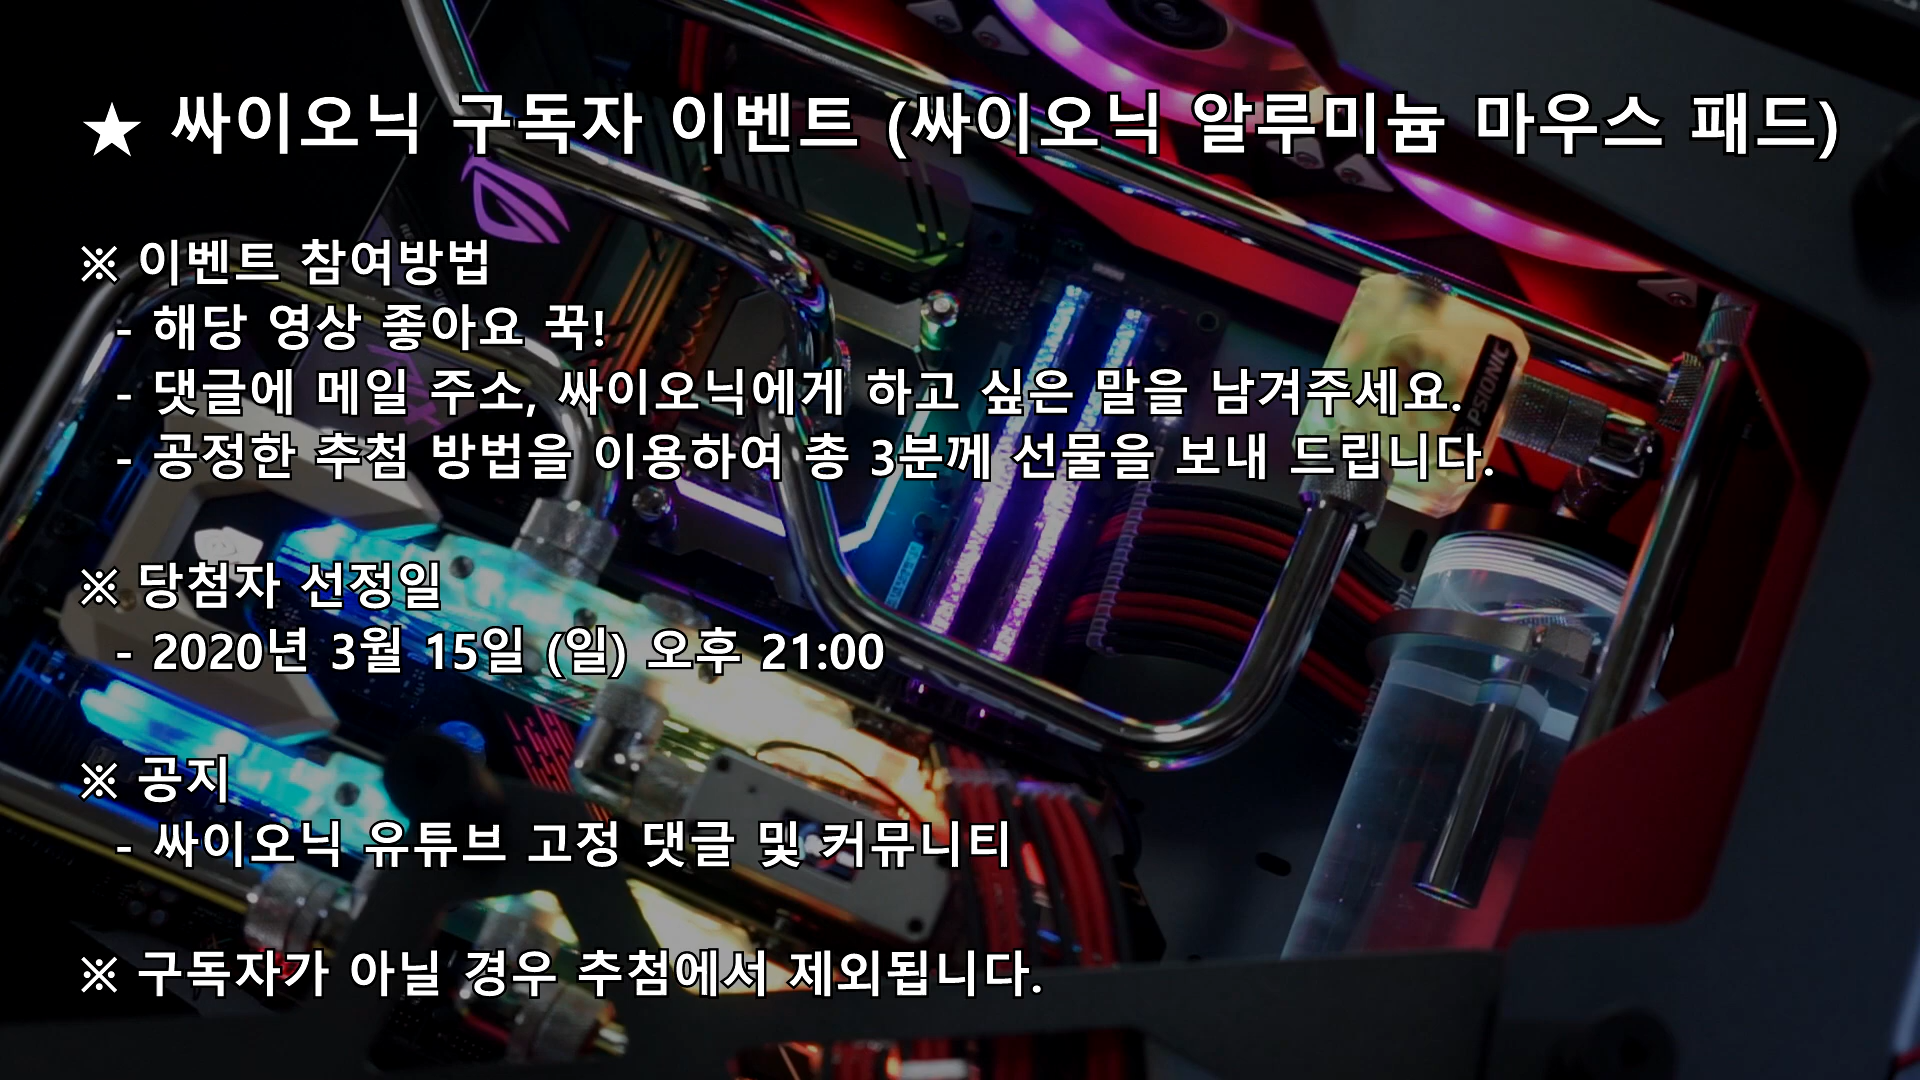 ★ 싸이오닉 구독자 이벤트 (싸이오닉 알루미늄 마우스 패드)
※ 이벤트 참여방법
- 해당 영상 좋아요 꾹!
- 댓글에 메일 주소, 싸이오닉에게 하고 싶은 말을 남겨주세요.
- 공정한 추첨 방법을 이용하여 총 3분께 선물을 보내 드립니다.
PSIONIC
※ 당첨자 선정일
- 2020년 3월 15일 (일) 오후 21:00
※ 공지
- 싸이오닉 유튜브 고정 댓글 및 커뮤니티
※ 구독자가 아닐 경우 추첨에서 제외됩니다.